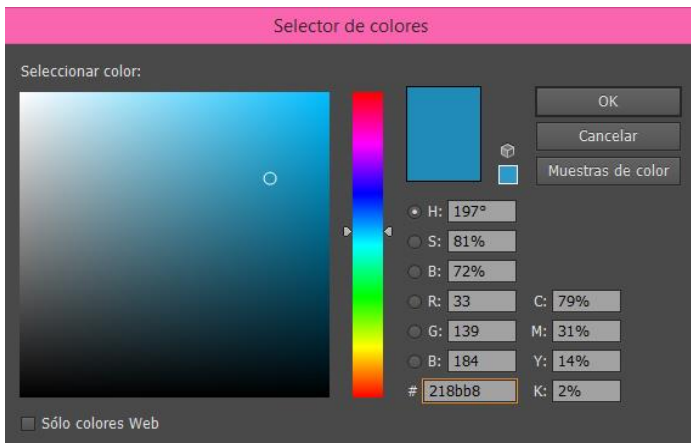 Selector de colores
Seleccionar color:
OK
Cancelar
Muestras de color
H: 197°
S: 81%
B: 72%
R: 33 C: 79%
G: 139 M: 31%
B: 184 Y: 14%
# 218bb8 K: 2%
Sólo colores Web